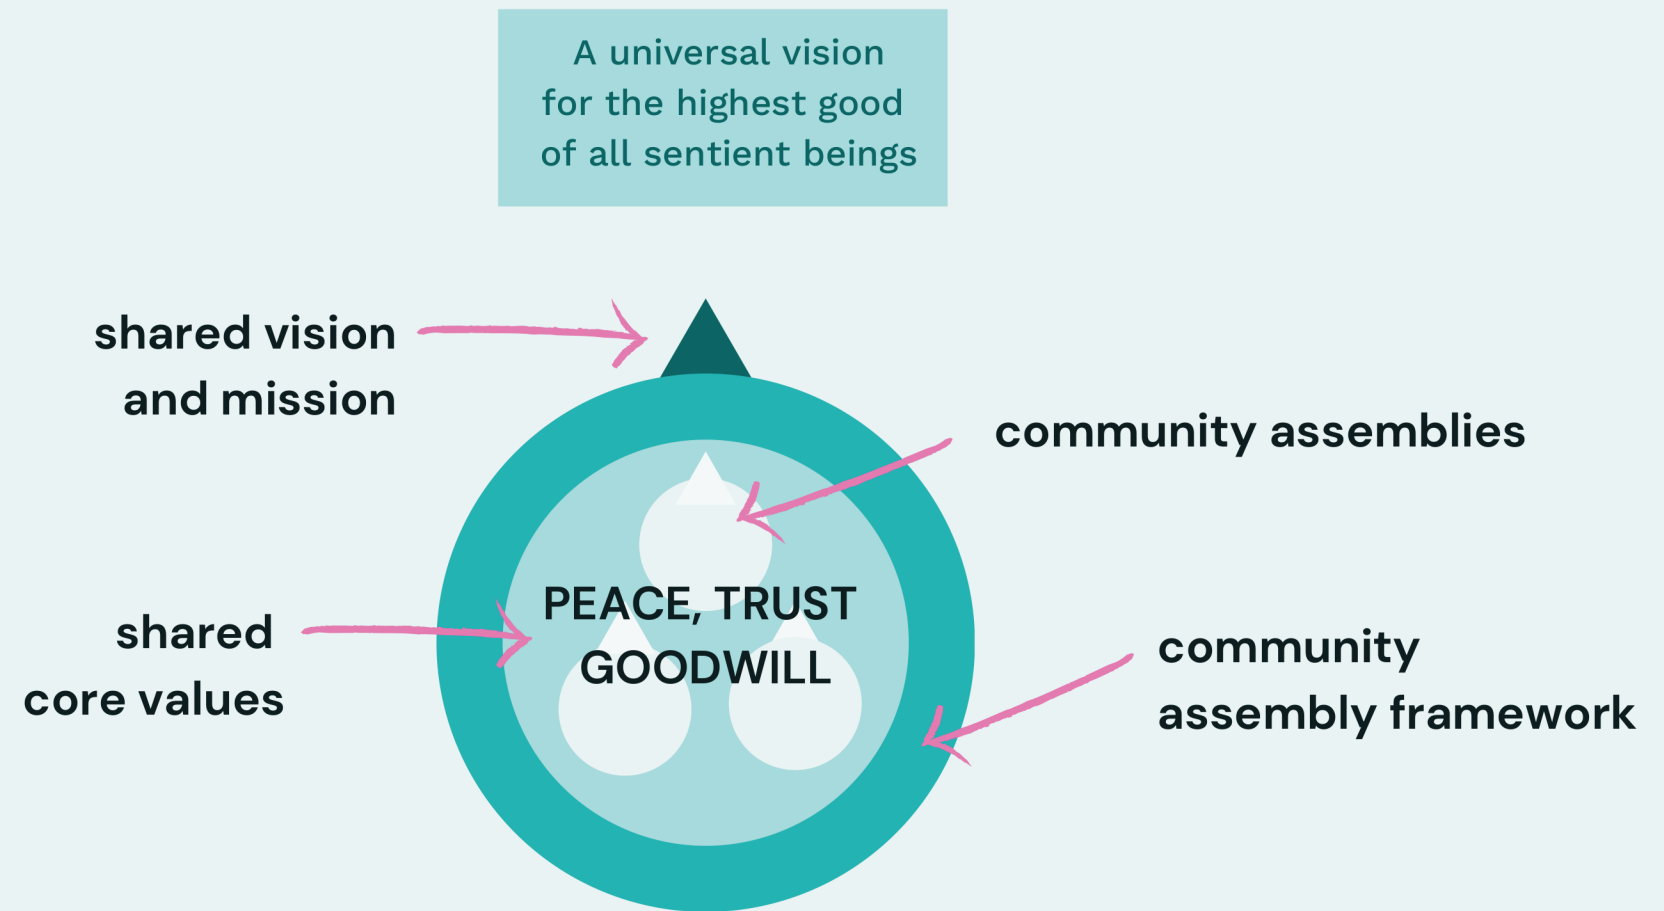 A universal vision
for the highest good
of all sentient beings
shared vision
and mission
community assemblies
PEACE, TRUST
GOODWILL
shared
core values
community
assembly framework